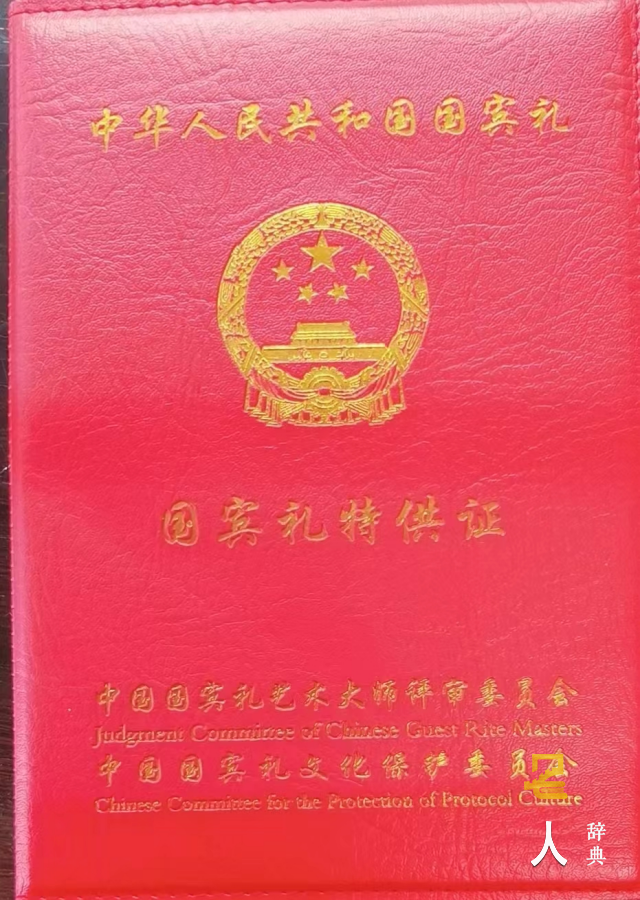 中华人民共和国国宾礼
国宾礼特供证
中国国宾礼艺术大师评审委员会
Judgment Committee of Chinese Guest Rite Masters
中国国宾礼文化保护委员会
Chinese Committee for the Protection of Protocol Culture
人
辞典